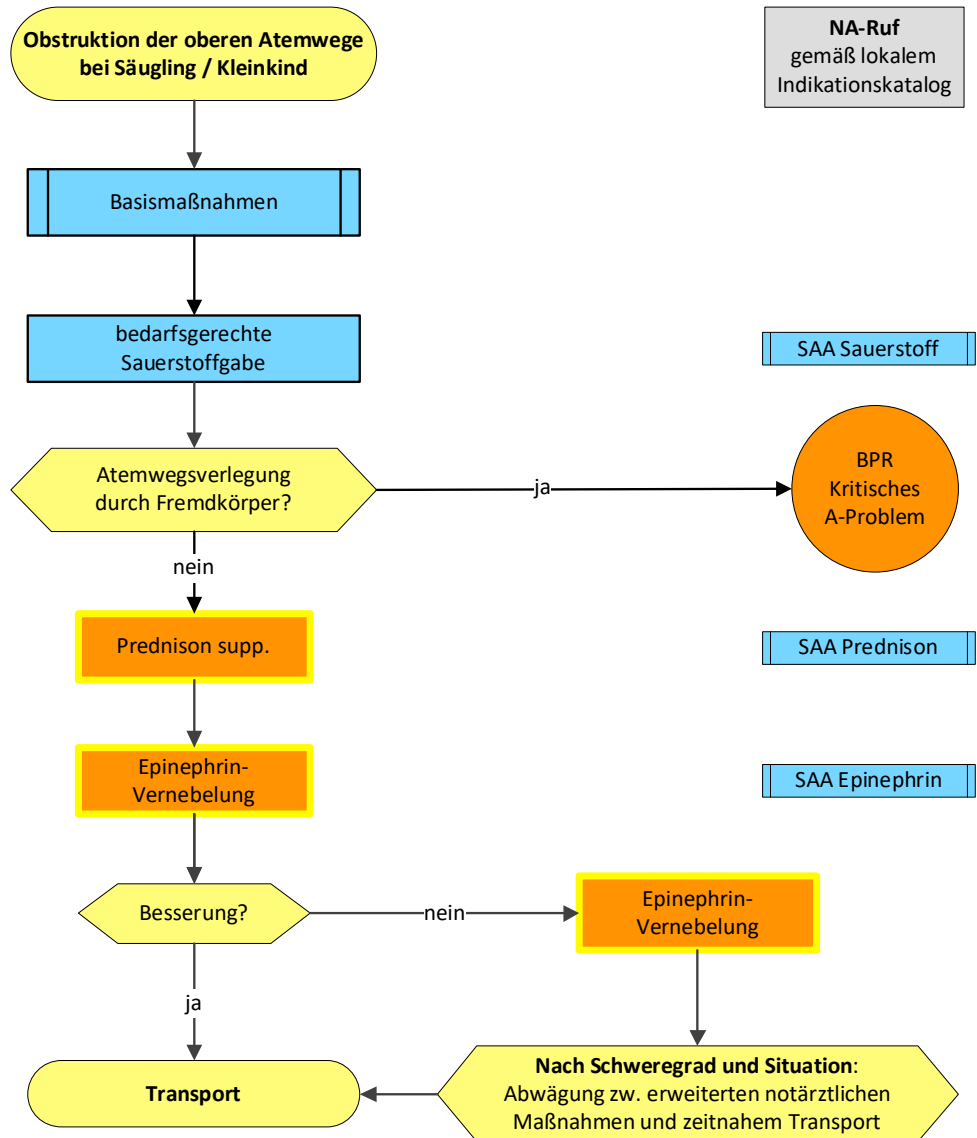 Obstruktion der oberen Atemwege
bei Säugling / Kleinkind
NA-Ruf
gemäß lokalem
Indikationskatalog
Basismaßnahmen
bedarfsgerechte
Sauerstoffgabe
SAA Sauerstoff
Atemwegsverlegung
durch Fremdkörper?
ja
BPR
Kritisches
A-Problem
nein
Prednison supp.
SAA Prednison
Epinephrin-
Vernebelung
SAA Epinephrin
Besserung?
nein
Epinephrin-
Vernebelung
ja
Transport
Nach Schweregrad und Situation:
Abwägung zw. erweiterten notärztlichen
Maßnahmen und zeitnahem Transport